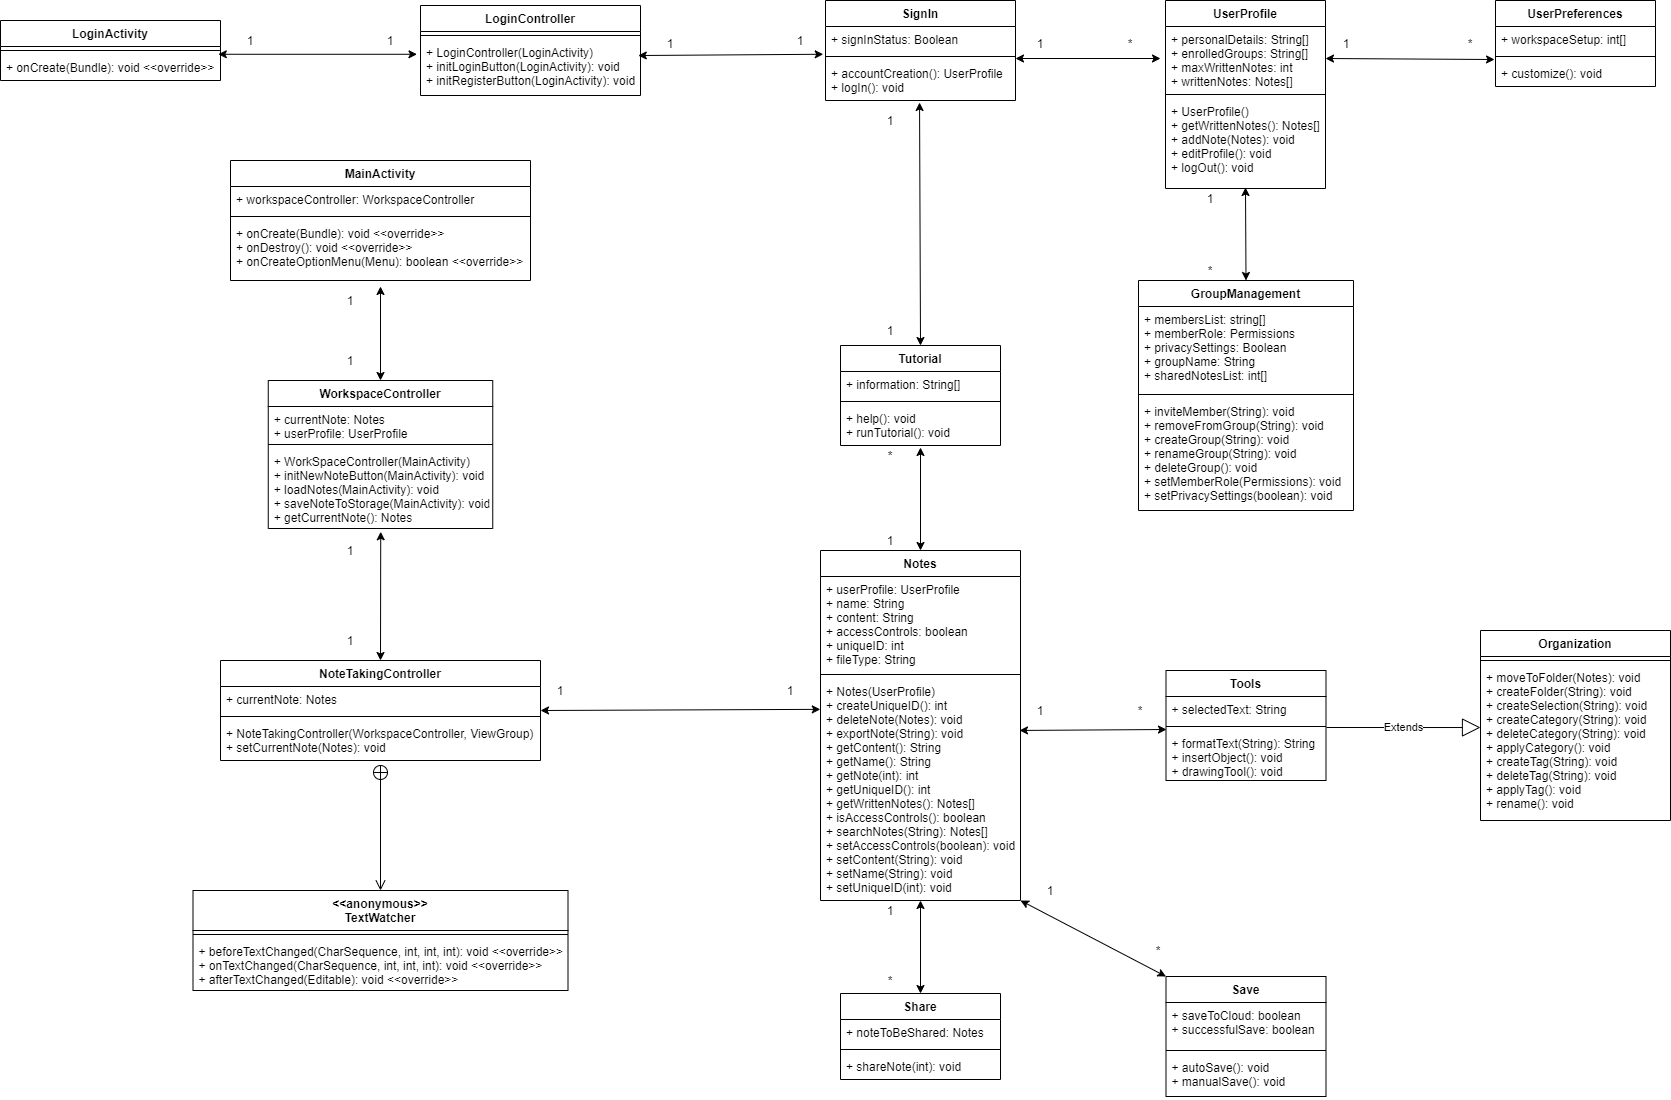 LoginActivity
+ onCreate(Bundle): void <<override>>
1
1
LoginController
+ LoginController(LoginActivity)
+ initLoginButton(LoginActivity): void
+ initRegisterButton(LoginActivity): void
1
1
SignIn
+ signInStatus: Boolean
+ accountCreation(): UserProfile
+ logIn(): void
1
*
UserProfile
+ personalDetails: String[]
+ enrolledGroups: String[]
+ maxWrittenNotes: int
+ writtenNotes: Notes[]
+ UserProfile()
+ getWrittenNotes(): Notes[]
+ addNote(Notes): void
+ editProfile(): void
+ logOut(): void
1
*
UserPreferences
+ workspaceSetup: int[]
+ customize(): void
1
1
1
*
MainActivity
+ workspaceController: WorkspaceController
+ onCreate(Bundle): void <<override>>
+ onDestroy(): void <<override>>
+ onCreateOptionMenu(Menu): boolean <<override>>
1
1
GroupManagement
+ membersList: string[]
+ memberRole: Permissions
+ privacySettings: Boolean
+ groupName: String
+ sharedNotesList: int[]
+ inviteMember(String): void
+ removeFromGroup(String): void
+ createGroup(String): void
+ renameGroup(String): void
+ deleteGroup(): void
+ setMemberRole(Permissions): void
+ setPrivacySettings(boolean): void
Tutorial
+ information: String[]
+ help(): void
+ runTutorial(): void
*
1
WorkspaceController
+ currentNote: Notes
+ userProfile: UserProfile
+ WorkSpaceController(MainActivity)
+ initNewNoteButton(MainActivity): void
+ loadNotes(MainActivity): void
+ saveNoteToStorage(MainActivity): void
+ getCurrentNote(): Notes
1
1
NoteTakingController
+ currentNote: Notes
+ NoteTakingController(WorkspaceController, ViewGroup)
+ setCurrentNote(Notes): void
1
1
Notes
+ userProfile: UserProfile
+ name: String
+ content: String
+ accessControls: boolean
+ uniqueID: int
+ fileType: String
+ Notes(UserProfile)
+ createUniqueID(): int
+ deleteNote(Notes): void
+ exportNote(String): void
+ getContent(): String
+ getName(): String
+ getNote(int): int
+ getUniqueID(): int
+ getWrittenNotes(): Notes[]
+ isAccessControls(): boolean
+ searchNotes(String): Notes[]
+ setAccessControls(boolean): void
+ setContent(String): void
+ setName(String): void
+ setUniqueID(int): void
1
*
Tools
+ selectedText: String
+ formatText(String): String
+ insertObject(): void
+ drawingTool(): void
Extends
Organization
+ moveToFolder(Notes): void
+ createFolder(String): void
+ createSelection(String): void
+ createCategory(String): void
+ deleteCategory(String): void
+ applyCategory(): void
+ createTag(String): void
+ deleteTag(String): void
+ applyTag(): void
+ rename(): void
<<anonymous>>
TextWatcher
+ beforeTextChanged(CharSequence, int, int, int): void <<override>>
+ onTextChanged(CharSequence, int, int, int): void <<override>>
+ afterTextChanged(Editable): void <<override>>
1
*
Share
+ noteToBeShared: Notes
+ shareNote(int): void
1
*
Save
+ saveToCloud: boolean
+ successfulSave: boolean
+ autoSave(): void
+ manualSave(): void